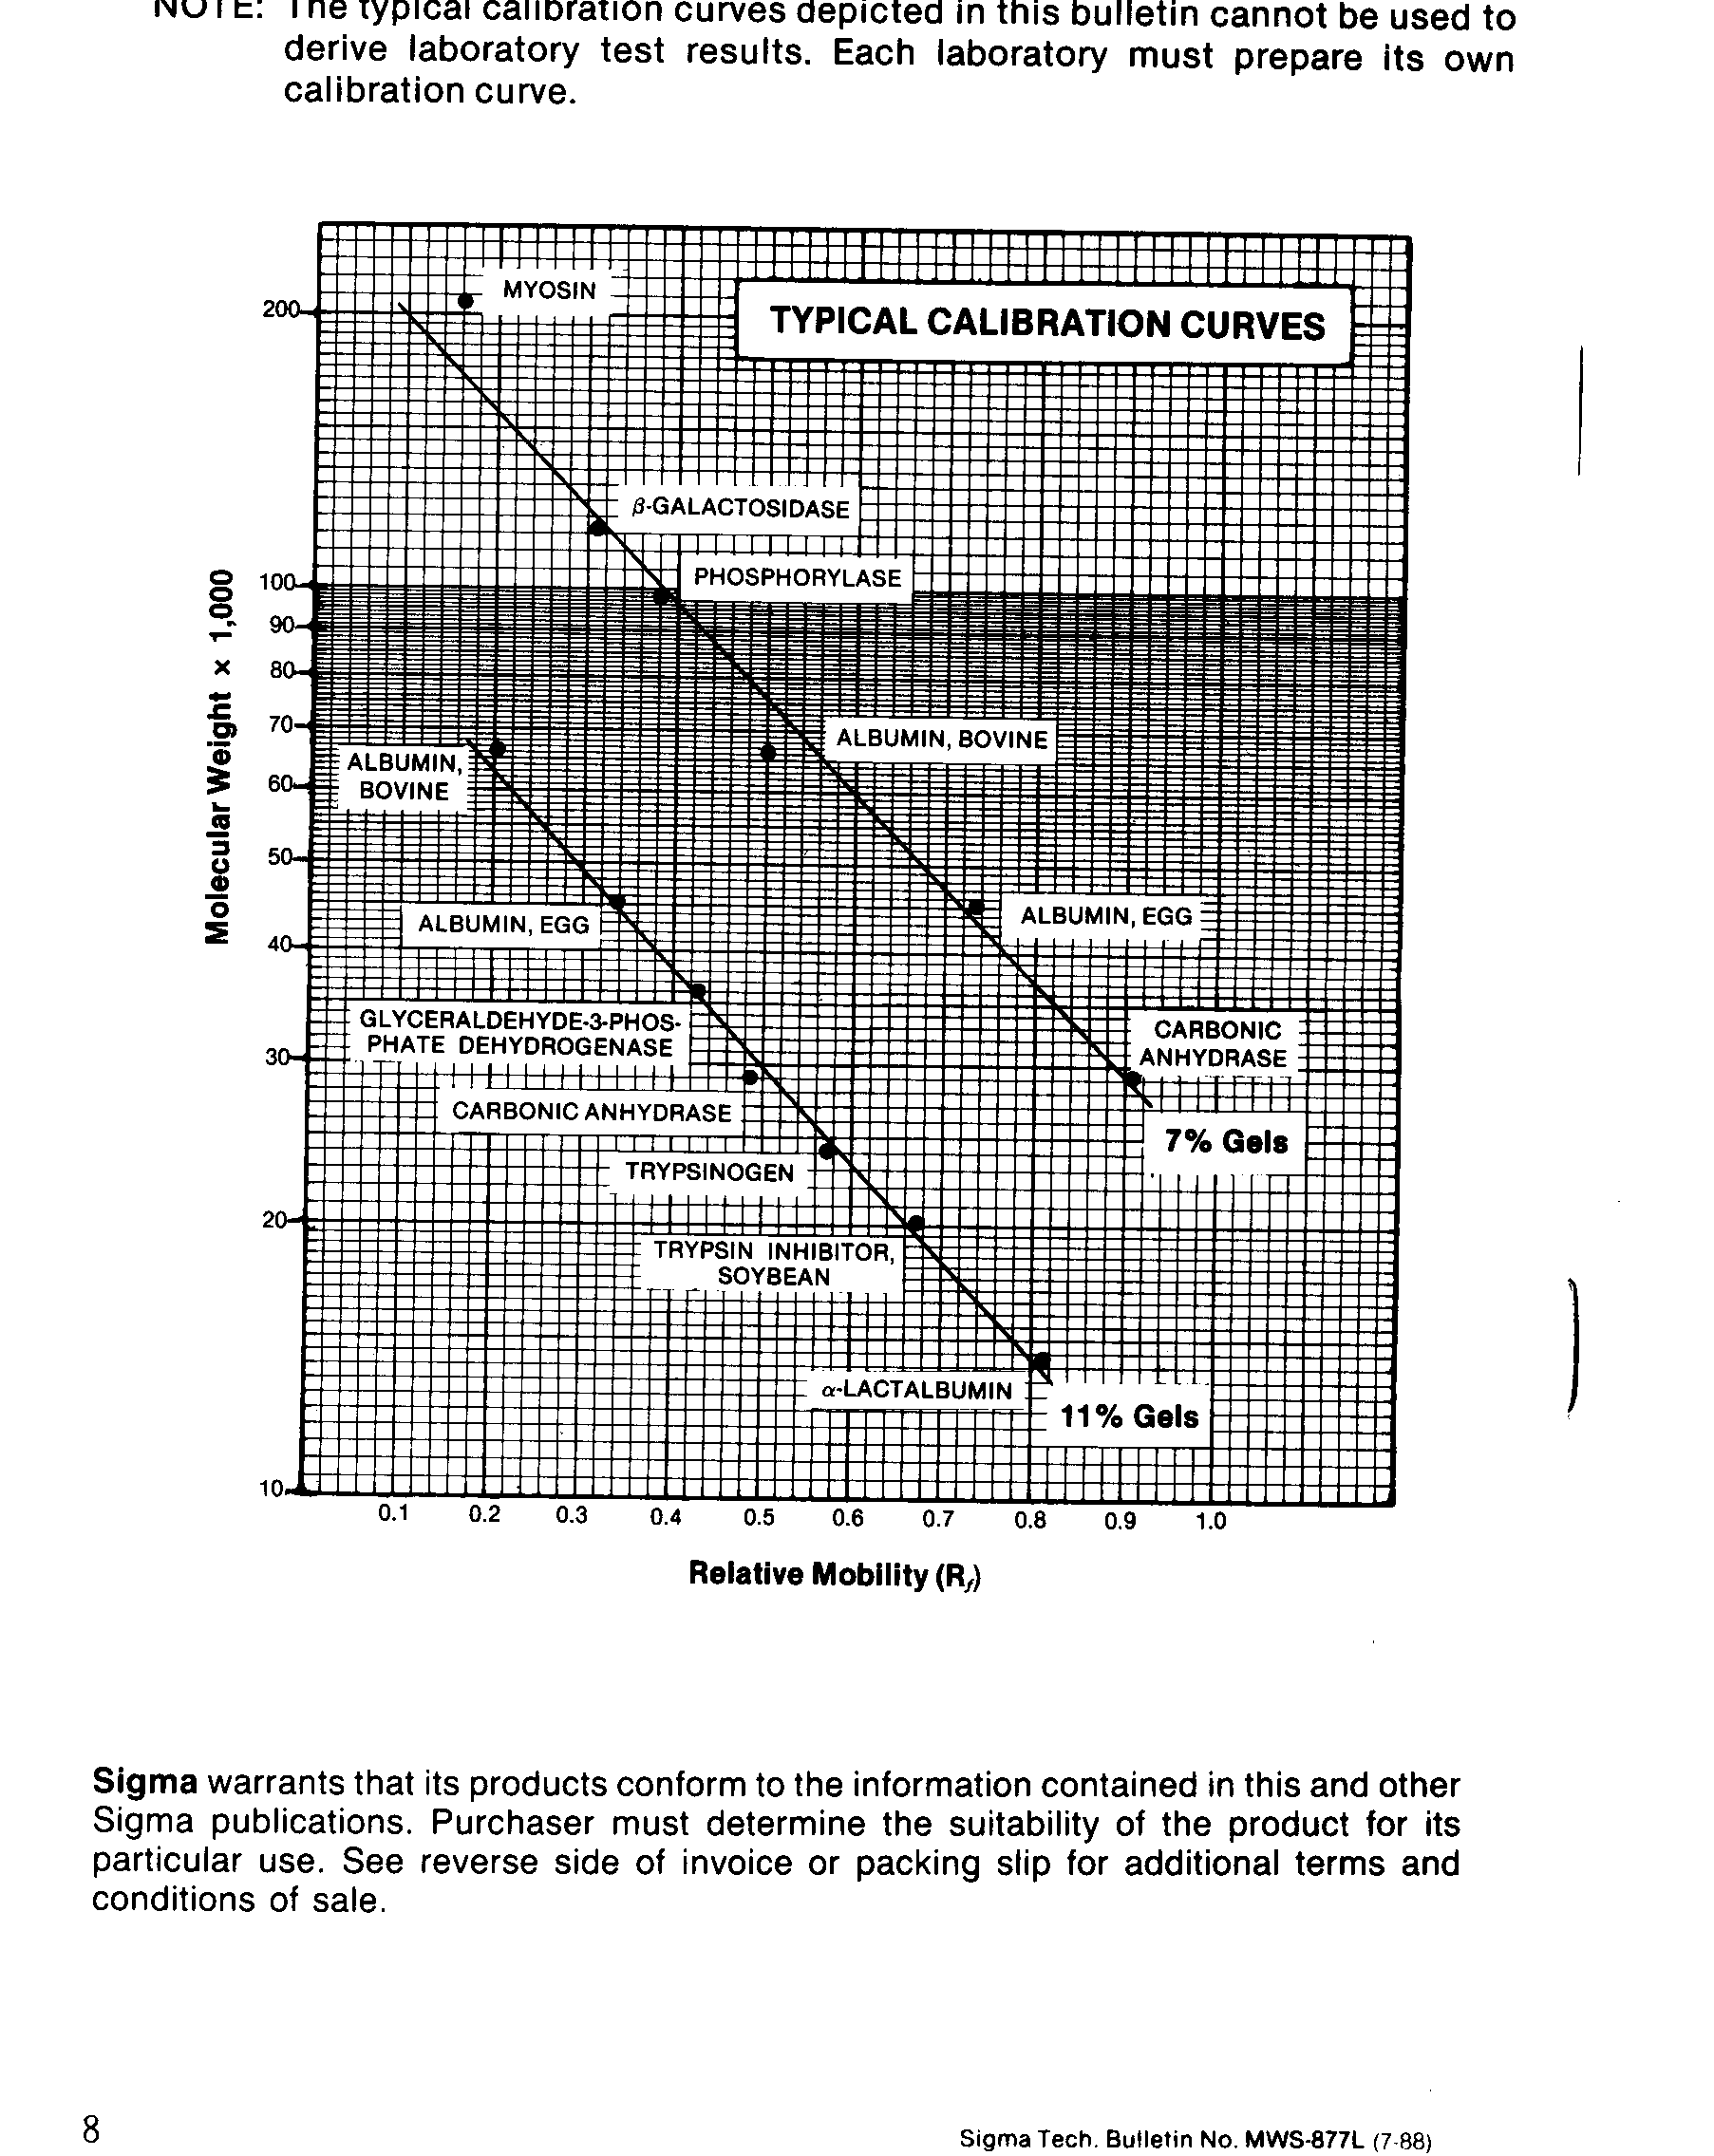 NOTE: The typical calibration curves depicted in this bulletin cannot be used to
derive laboratory test results. Each laboratory must prepare its own
calibration curve.
TYPICAL CALIBRATION CURVES
MYOSIN
β-GALACTOSIDASE
PHOSPHORYLASE
ALBUMIN, BOVINE
ALBUMIN, EGG
CARBONIC
ANHYDRASE
7% Gels
ALBUMIN,
BOVINE
ALBUMIN, EGG
GLYCERALDEHYDE-3-PHOS-
PHATE DEHYDROGENASE
CARBONIC ANHYDRASE
TRYPSINOGEN
TRYPSIN INHIBITOR,
SOYBEAN
α-LACTALBUMIN
11% Gels
Molecular Weight × 1,000
200
100
90
80
70
60
50
40
30
20
10
0.1 0.2 0.3 0.4 0.5 0.6 0.7 0.8 0.9 1.0
Relative Mobility (Rf)
Sigma warrants that its products conform to the information contained in this and other
Sigma publications. Purchaser must determine the suitability of the product for its
particular use. See reverse side of invoice or packing slip for additional terms and
conditions of sale.
8
Sigma Tech. Bulletin No. MWS-877L (7-88)